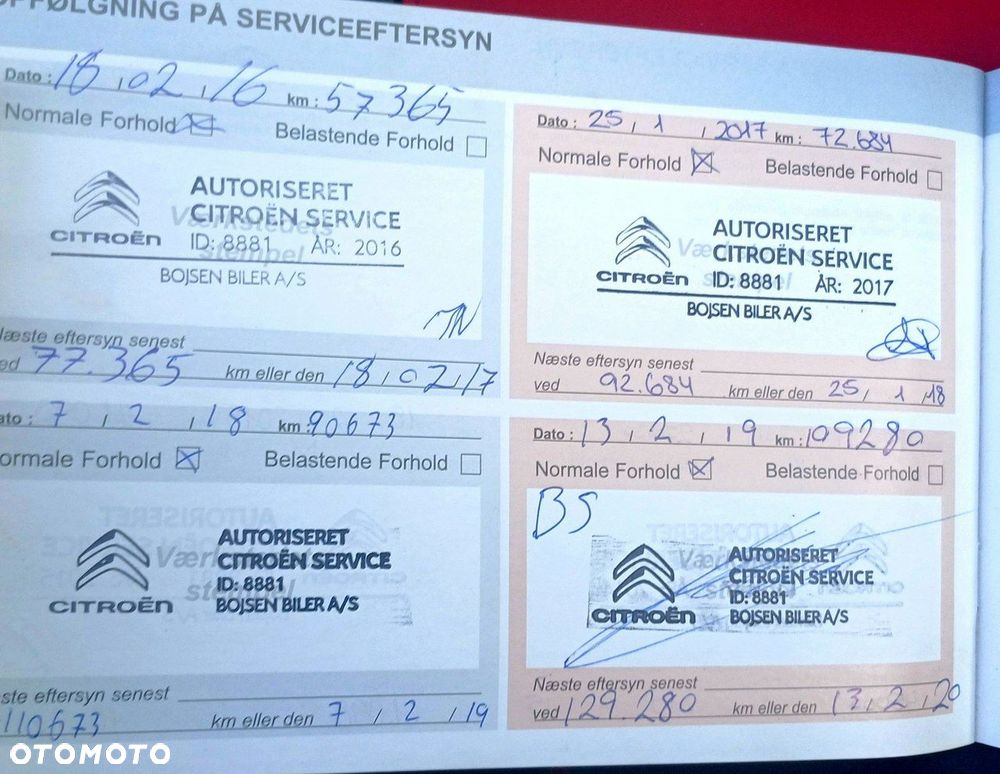 OPFØLGNING PÅ SERVICEEFTERSYN
Dato : 18 , 02 , 16 km : 57365
Normale Forhold Belastende Forhold
AUTORISERET
CITROËN SERVICE
Værkstedets
stempel
CITROËN ID: 8881 ÅR: 2016
BOJSEN BILER A/S
Næste eftersyn senest
ved 77.365 km eller den 18 , 02 , 17
Dato : 25 , 1 , 2017 km : 72.684
Normale Forhold Belastende Forhold
AUTORISERET
CITROËN SERVICE
stempel
CITROËN ID: 8881 ÅR: 2017
BOJSEN BILER A/S
Næste eftersyn senest
ved 92.684 km eller den 25 , 1 , 18
Dato : 7 , 2 , 18 km : 90673
Normale Forhold Belastende Forhold
AUTORISERET
CITROËN SERVICE
stempel
ID: 8881
CITROËN BOJSEN BILER A/S
Næste eftersyn senest
110673 km eller den 7 , 2 , 19
Dato : 13 , 2 , 19 km : 109280
Normale Forhold Belastende Forhold
BS
AUTORISERET
CITROËN SERVICE
ID: 8881
CITROËN BOJSEN BILER A/S
Næste eftersyn senest
ved 129.280 km eller den 13 , 2 , 20
OTOMOTO